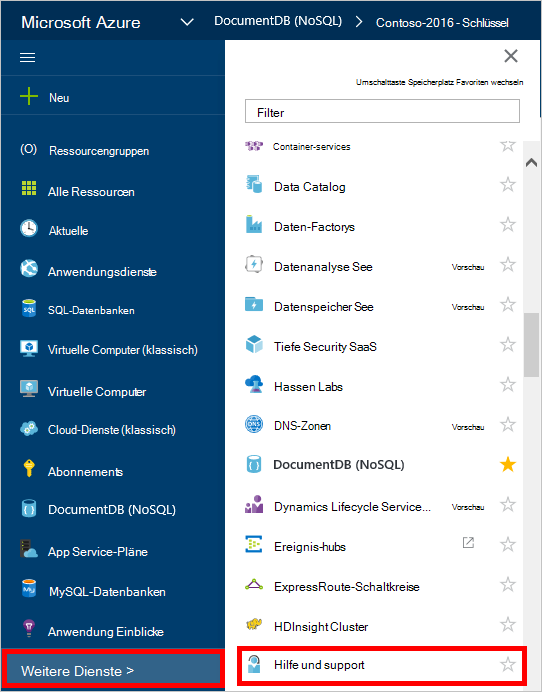 Microsoft Azure DocumentDB (NoSQL) > Contoso-2016 - Schlüssel
Neu
(O) Ressourcengruppen
Alle Ressourcen
Aktuelle
Anwendungsdienste
SQL SQL-Datenbanken
Virtuelle Computer (klassisch)
Virtuelle Computer
Cloud-Dienste (klassisch)
Abonnements
DocumentDB (NoSQL)
App Service-Pläne
My MySQL-Datenbanken
Anwendung Einblicke
Weitere Dienste >
Umschalttaste Speicherplatz Favoriten wechseln
Filter
Container-services
Data Catalog
Daten-Factorys
Datenanalyse See Vorschau
Datenspeicher See Vorschau
Tiefe Security SaaS
Hassen Labs
DNS DNS-Zonen Vorschau
DocumentDB (NoSQL)
Dynamics Lifecycle Service... Vorschau
Ereignis-hubs
ExpressRoute-Schaltkreise
HDInsight Cluster
Hilfe und support